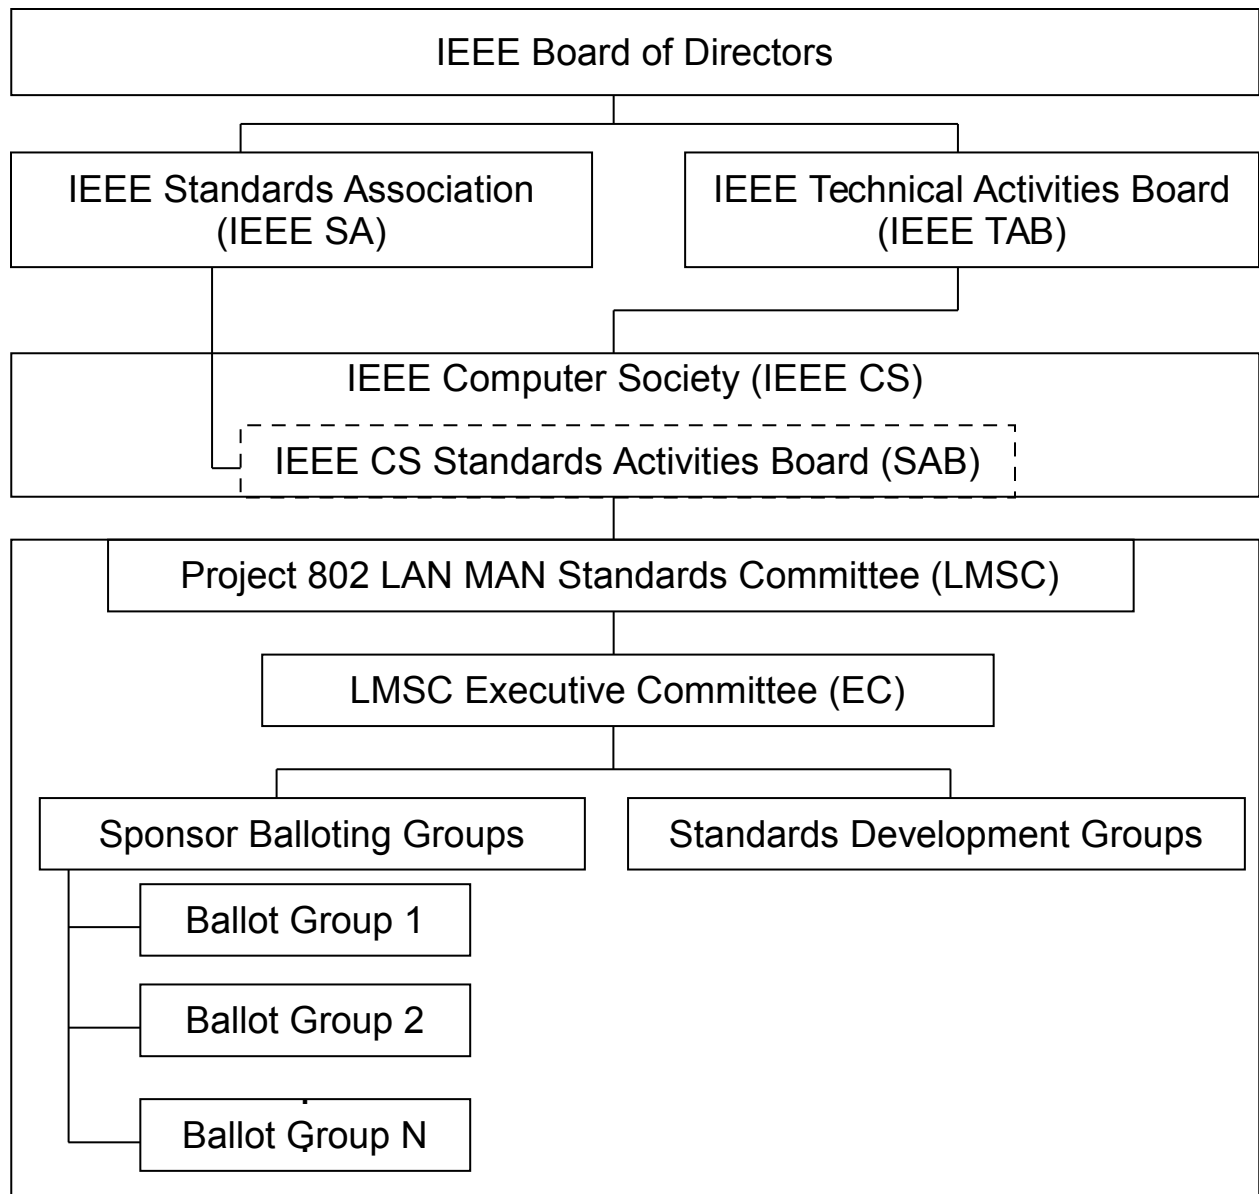 IEEE Board of Directors
IEEE Standards Association
(IEEE SA)
IEEE Technical Activities Board
(IEEE TAB)
IEEE Computer Society (IEEE CS)
IEEE CS Standards Activities Board (SAB)
Project 802 LAN MAN Standards Committee (LMSC)
LMSC Executive Committee (EC)
Sponsor Balloting Groups
Standards Development Groups
Ballot Group 1
Ballot Group 2
Ballot Group N